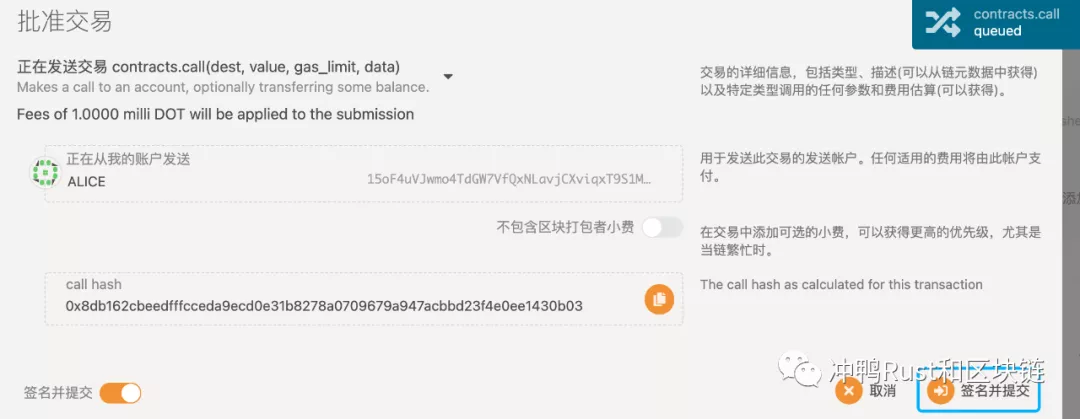 批准交易
contracts.call
queued
正在发送交易 contracts.call(dest, value, gas_limit, data)
Makes a call to an account, optionally transferring some balance.
Fees of 1.0000 milli DOT will be applied to the submission
交易的详细信息，包括类型、描述(可以从链元数据中获得)
以及特定类型调用的任何参数和费用估算(可以获得)。
正在从我的账户发送
ALICE
15oF4uVJwmo4TdGW7VfQxNLavjCXviqxT9S1M…
用于发送此交易的发送帐户。任何适用的费用将由此帐户支
付。
不包含区块打包者小费
在交易中添加可选的小费，可以获得更高的优先级，尤其是
当链繁忙时。
call hash
0x8db162cbeedfffcceda9ecd0e31b8278a0709679a947acbbd23f4e0ee1430b03
The call hash as calculated for this transaction
签名并提交
冲鸭Rust和区块链
取消
签名并提交